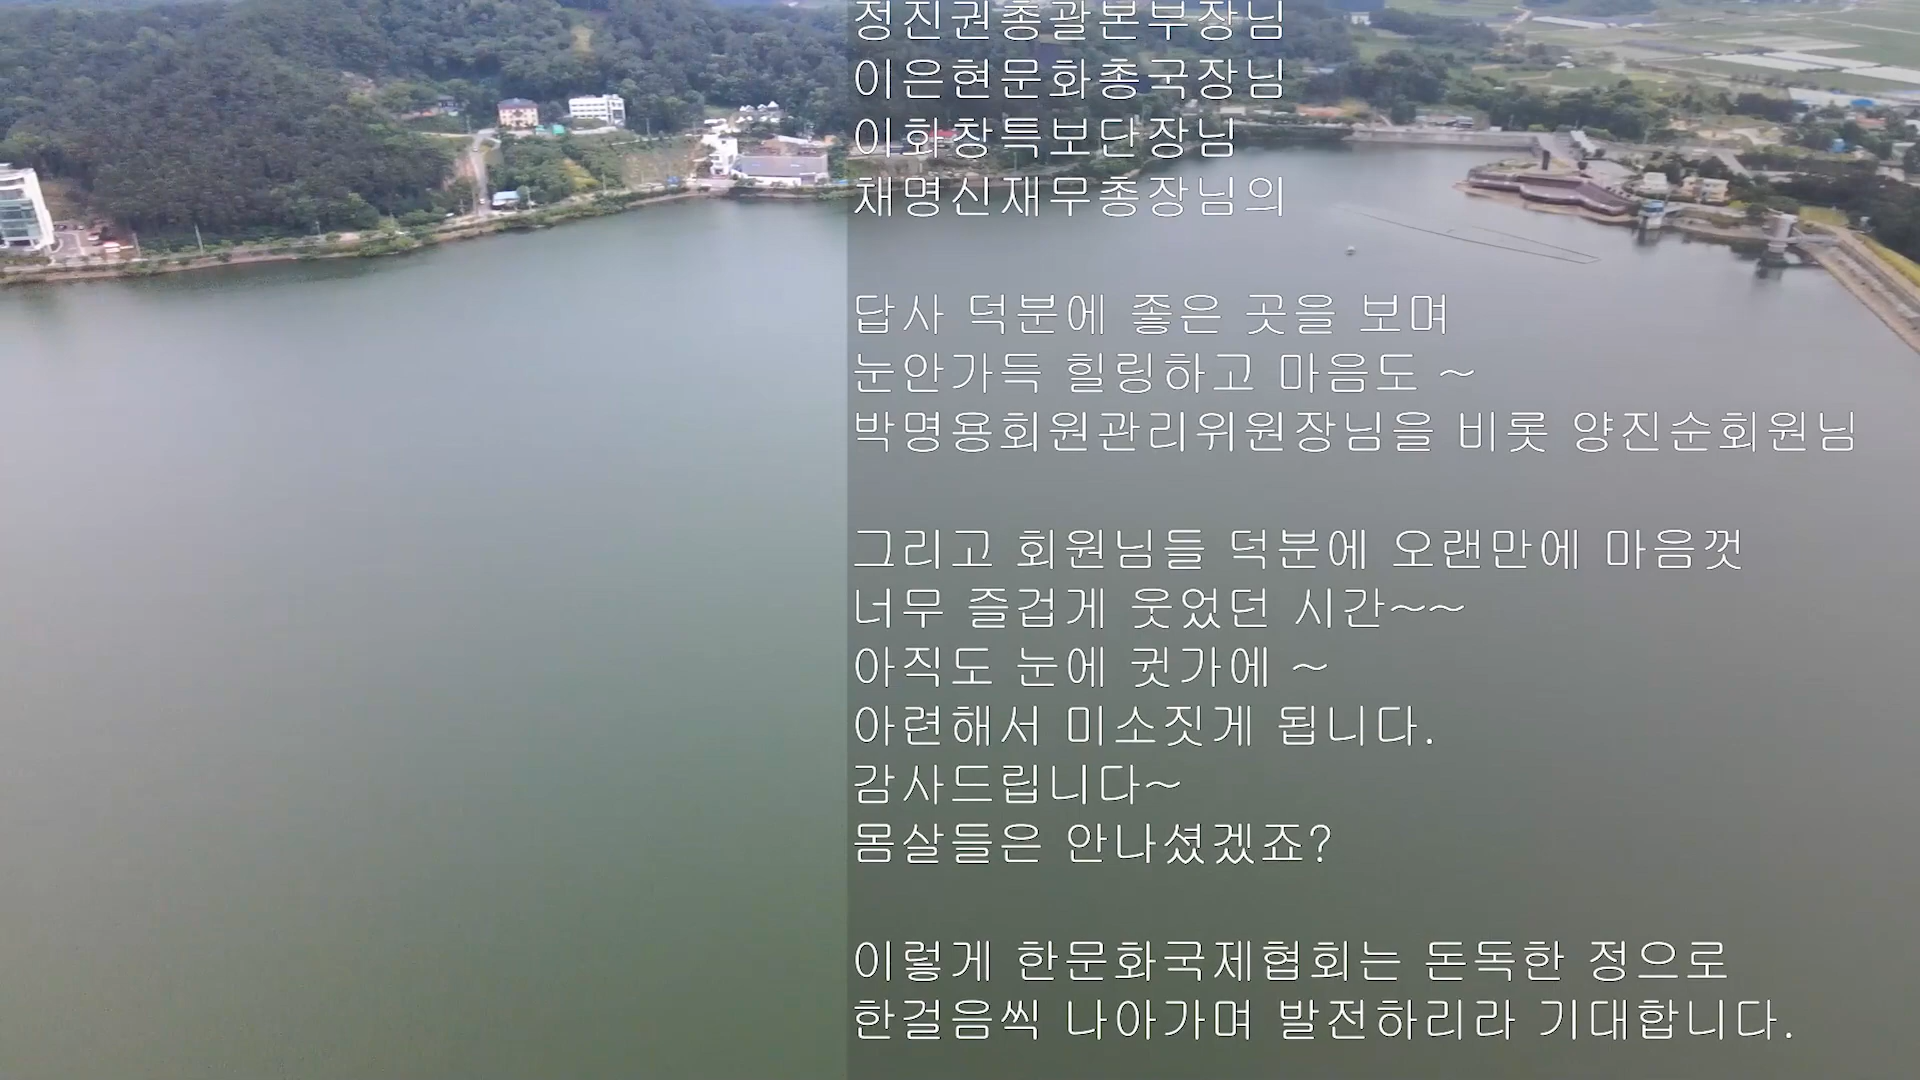 정진권총괄본부장님
이은현문화총국장님
이화창특보단장님
채명신재무총장님의
답사 덕분에 좋은 곳을 보며
눈안가득 힐링하고 마음도 ~
박명용회원관리위원장님을 비롯 양진순회원님
그리고 회원님들 덕분에 오랜만에 마음껏
너무 즐겁게 웃었던 시간~~
아직도 눈에 귓가에 ~
아련해서 미소짓게 됩니다.
감사드립니다~
몸살들은 안나셨겠죠?
이렇게 한문화국제협회는 돈독한 정으로
한걸음씩 나아가며 발전하리라 기대합니다.